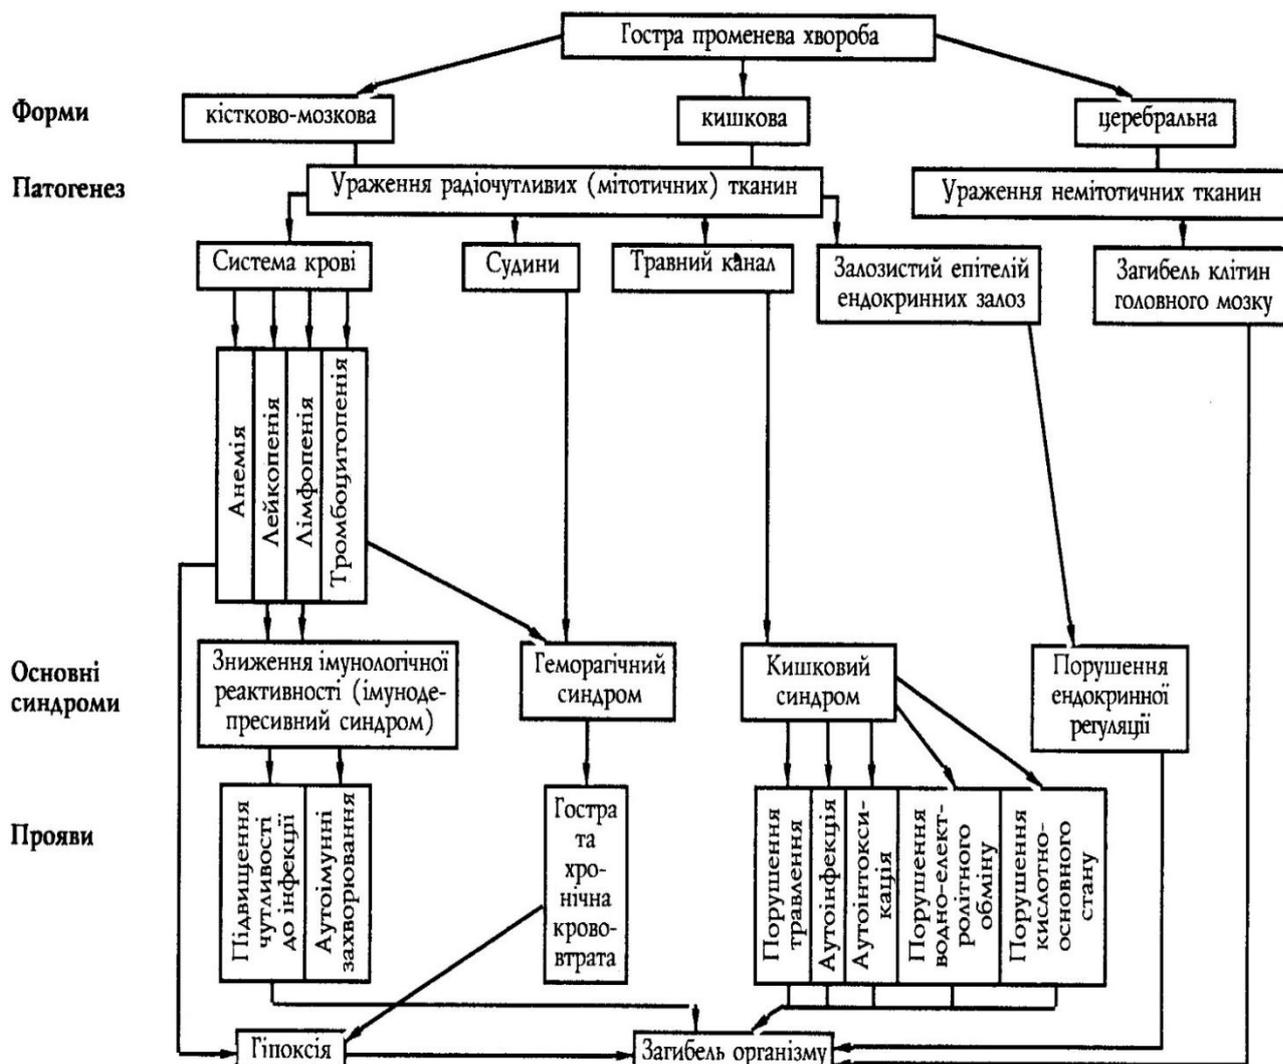 Гостра променева хвороба
Форми
кістково-мозкова
кишкова
церебральна
Патогенез
Ураження радіочутливих (мітотичних) тканин
Ураження немітотичних тканин
Система крові
Судини
Травний канал
Залозистий епітелій
ендокринних залоз
Загибель клітин
головного мозку
Анемія
Лейкопенія
Лімфопенія
Тромбоцитопенія
Основні
синдроми
Зниження імунологічної
реактивності (імуноде-
пресивний синдром)
Геморагічний
синдром
Кишковий
синдром
Порушення
ендокринної
регуляції
Прояви
Підвищення
чутливості
до інфекції
Аутоімунні
захворювання
Гостра
та
хро-
нічна
крово-
втрата
Порушення
травлення
Аутоінфекція
Аутоінтокси-
кація
Порушення
водно-елект-
ролітного
обміну
Порушення
кислотно-
основного
стану
Гіпоксія
Загибель організму